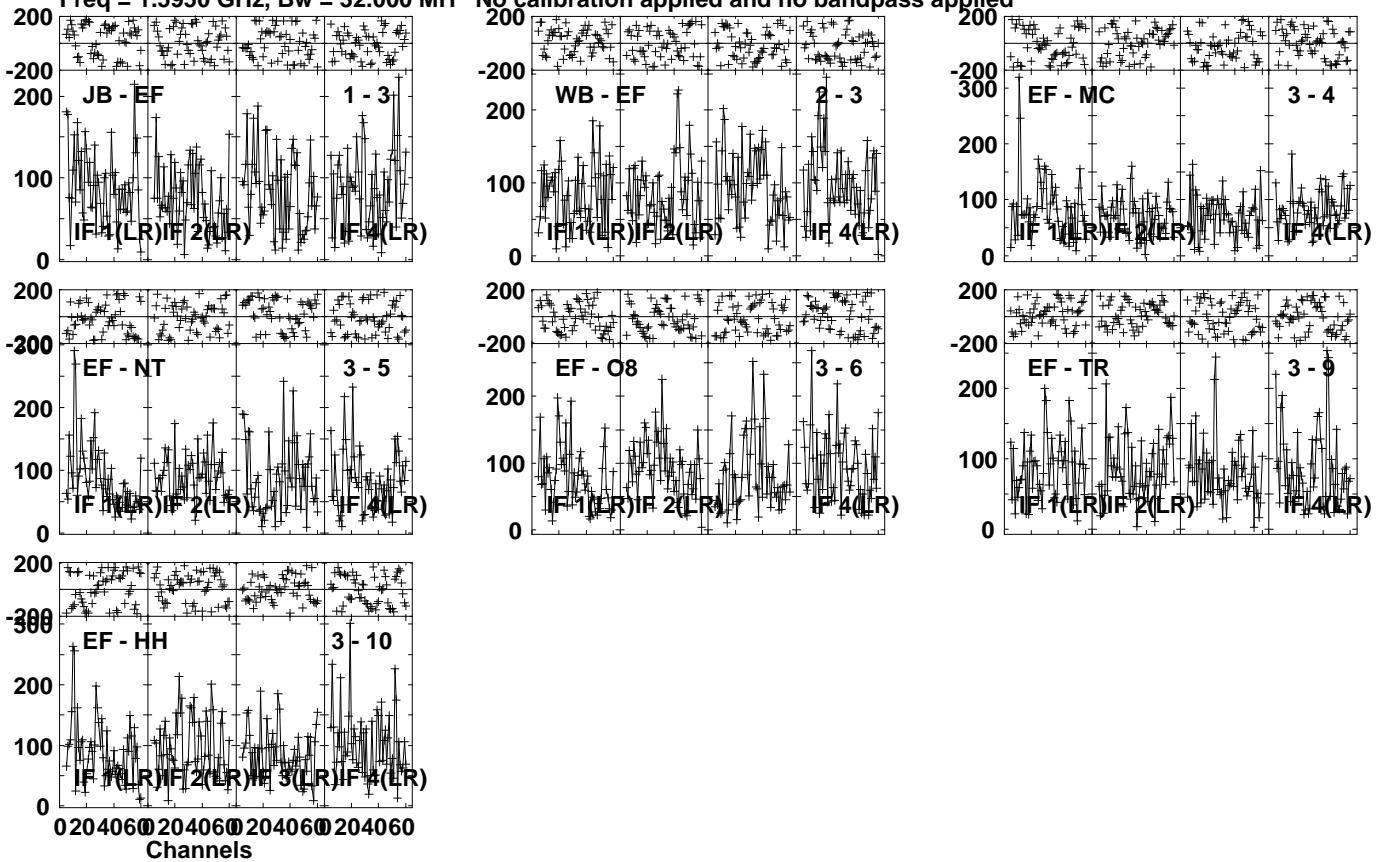 Freq = 1.5950 GHz, Bw = 32.000 MH No calibration applied and no bandpass applied
200
-200
200
100
0
JB - EF
1 - 3
IF 1(LR)
IF 2(LR)
IF 4(LR)
200
-200
200
100
0
WB - EF
2 - 3
IF 1(LR)
IF 2(LR)
IF 4(LR)
200
-200
300
200
100
0
EF - MC
3 - 4
IF 1(LR)
IF 2(LR)
IF 4(LR)
200
-200
300
200
100
0
EF - NT
3 - 5
IF 1(LR)
IF 2(LR)
IF 4(LR)
200
-200
200
100
0
EF - O8
3 - 6
IF 1(LR)
IF 2(LR)
IF 4(LR)
200
-200
200
100
0
EF - TR
3 - 9
IF 1(LR)
IF 2(LR)
IF 4(LR)
200
-200
300
200
100
0
EF - HH
3 - 10
IF 1(LR)
IF 2(LR)
IF 3(LR)
IF 4(LR)
0 20 40 60 0 20 40 60 0 20 40 60 0 20 40 60
Channels